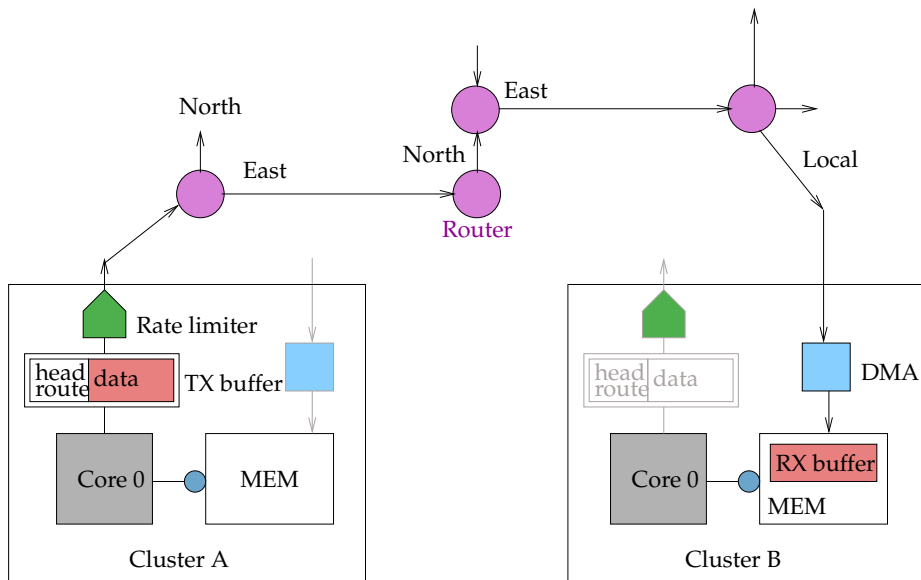 North
East
North
East
Local
Router
Rate limiter
head
route
data
TX buffer
Core 0
MEM
Cluster A
head
route
data
DMA
Core 0
RX buffer
MEM
Cluster B